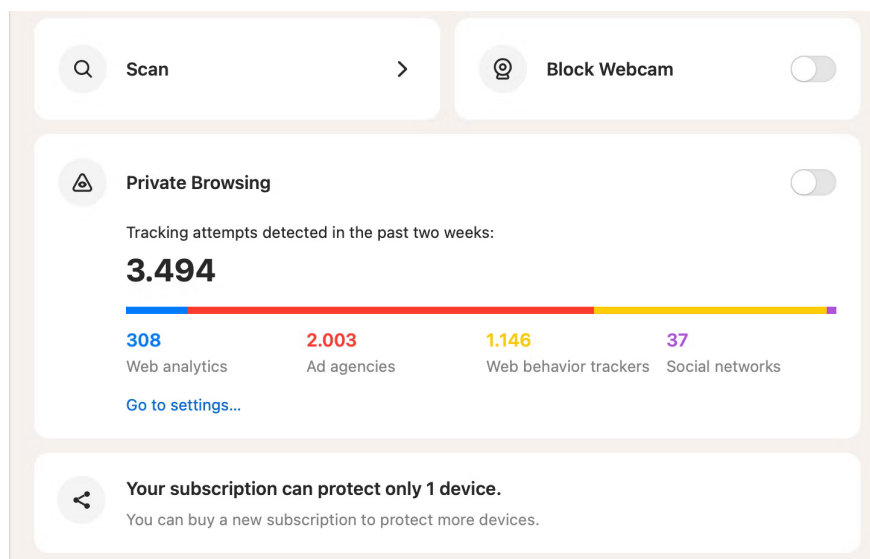 Scan
Block Webcam
Private Browsing
Tracking attempts detected in the past two weeks:
3.494
308
2.003
1.146
37
Web analytics
Ad agencies
Web behavior trackers
Social networks
Go to settings...
Your subscription can protect only 1 device.
You can buy a new subscription to protect more devices.